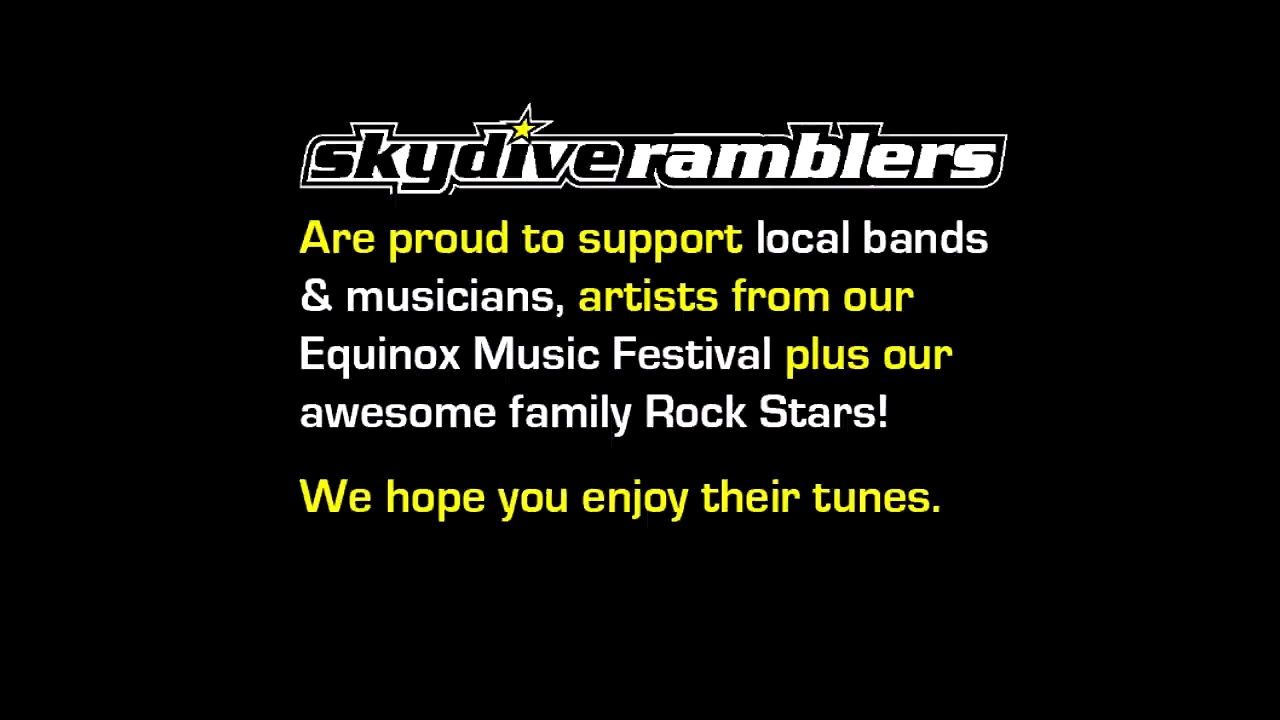 skydiveramblers
Are proud to support local bands
& musicians, artists from our
Equinox Music Festival plus our
awesome family Rock Stars!
We hope you enjoy their tunes.